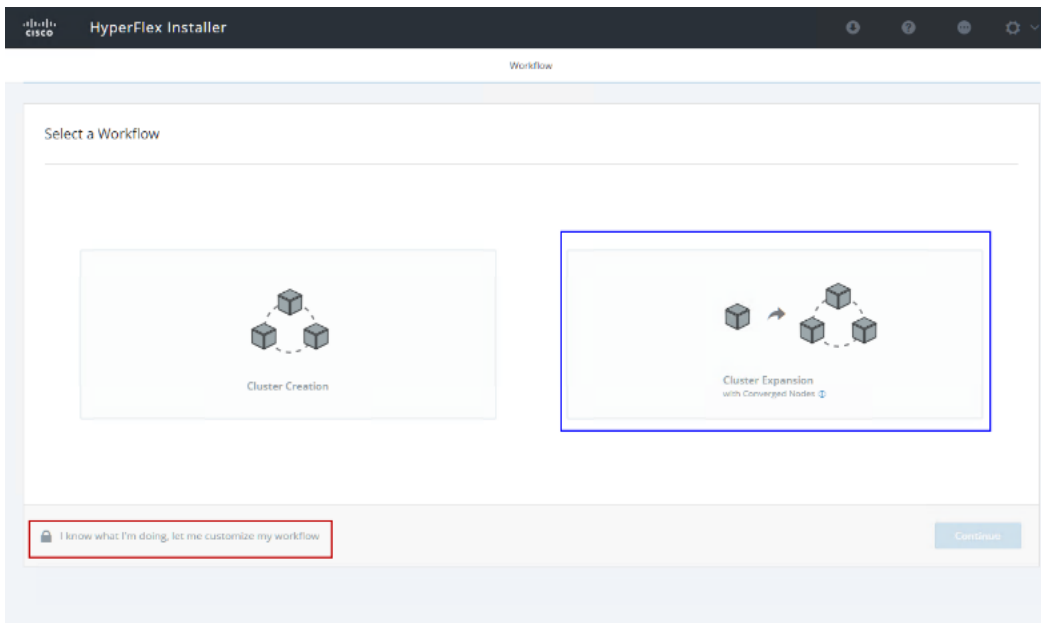 CISCO
HyperFlex Installer
Workflow
Select a Workflow
Cluster Creation
Cluster Expansion
with Converged Nodes
I know what I'm doing, let me customize my workflow
Continue